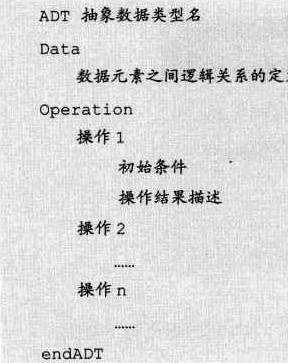 ADT 抽象数据类型名
Data
数据元素之间逻辑关系的定
Operation
操作1
初始条件
操作结果描述
操作2
……
操作n
……
endADT